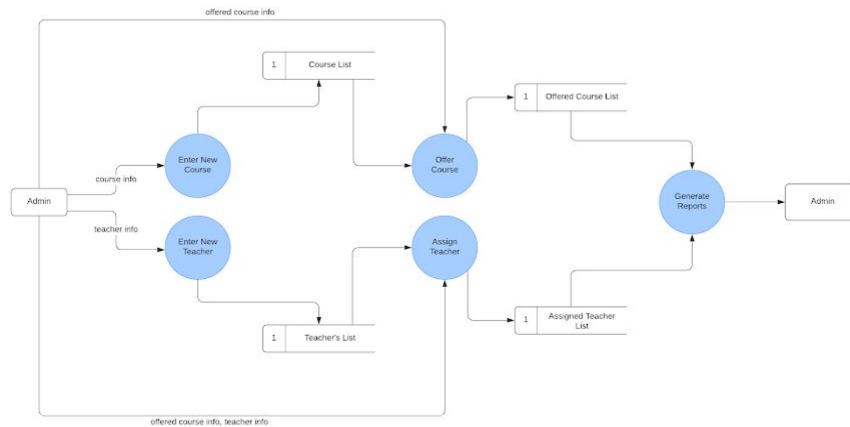 offered course info
1
Course List
1
Offered Course List
Enter New
Course
Offer
Course
course info
Admin
Generate
Reports
Admin
teacher info
Enter New
Teacher
Assign
Teacher
1
Assigned Teacher
List
1
Teacher's List
offered course info, teacher info